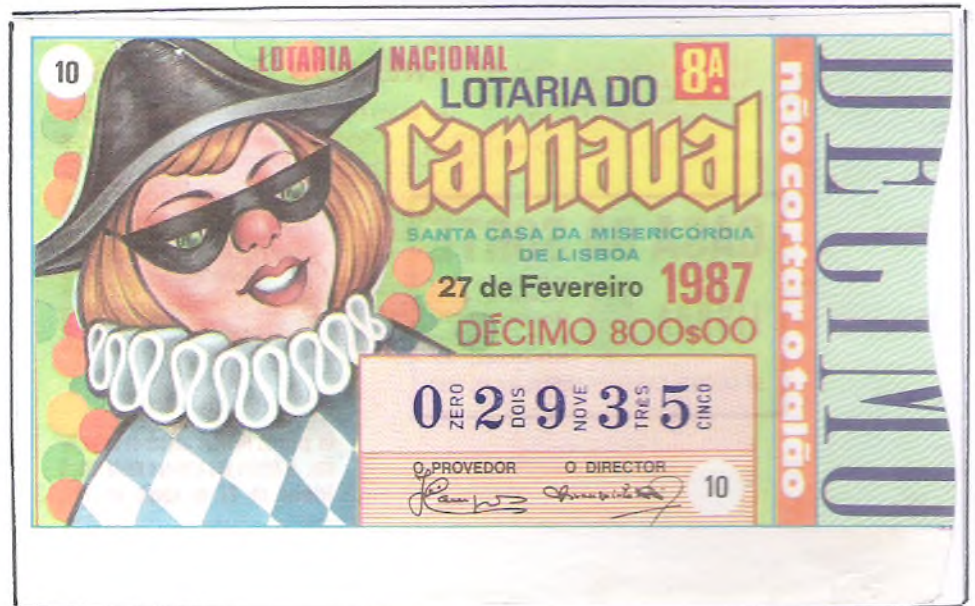 10
LOTARIA NACIONAL
8ª
LOTARIA DO
Carnaval
SANTA CASA DA MISERICÓRDIA
DE LISBOA
27 de Fevereiro 1987
DÉCIMO 800$00
0 ZERO 2 DOIS 9 NOVE 3 TRÊS 5 CINCO
O PROVEDOR O DIRECTOR
10
não cortar o talão
DECIMO